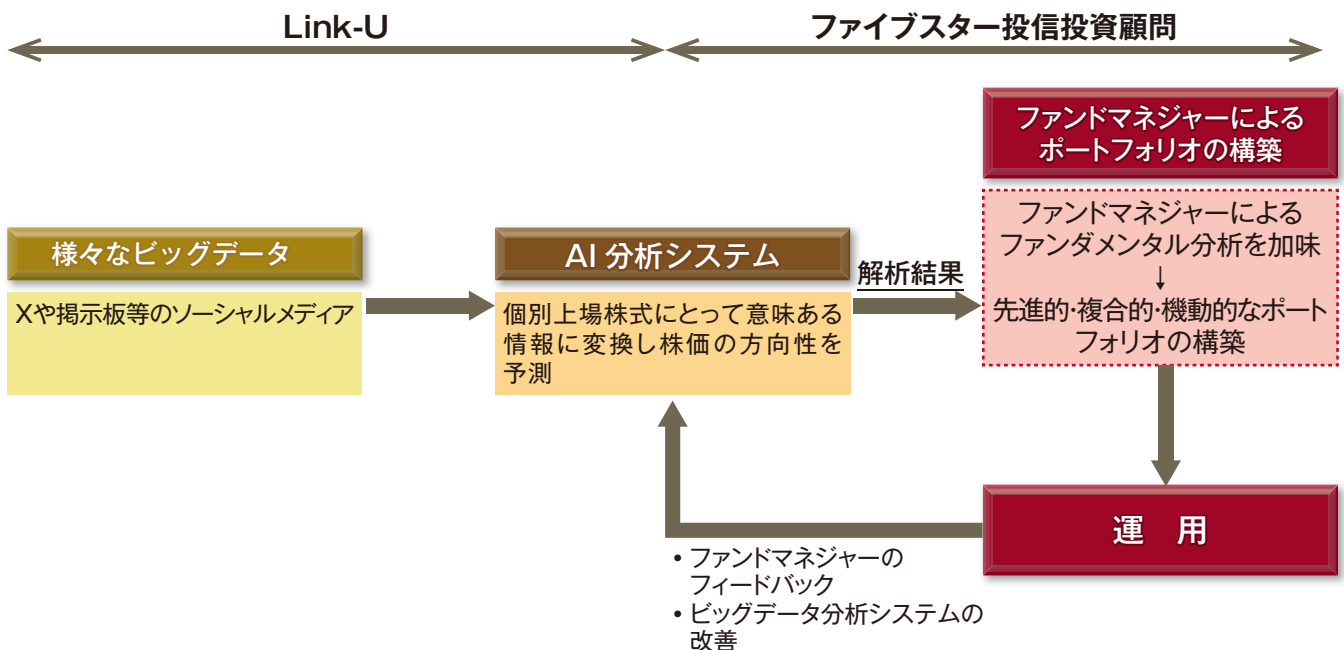 Link-U
ファイブスター投信投資顧問
様々なビッグデータ
Xや掲示板等のソーシャルメディア
AI 分析システム
個別上場株式にとって意味ある
情報に変換し株価の方向性を
予測
解析結果
ファンドマネジャーによる
ポートフォリオの構築
ファンドマネジャーによる
ファンダメンタル分析を加味
↓
先進的・複合的・機動的なポート
フォリオの構築
運　用
• ファンドマネジャーの
フィードバック
• ビッグデータ分析システムの
改善